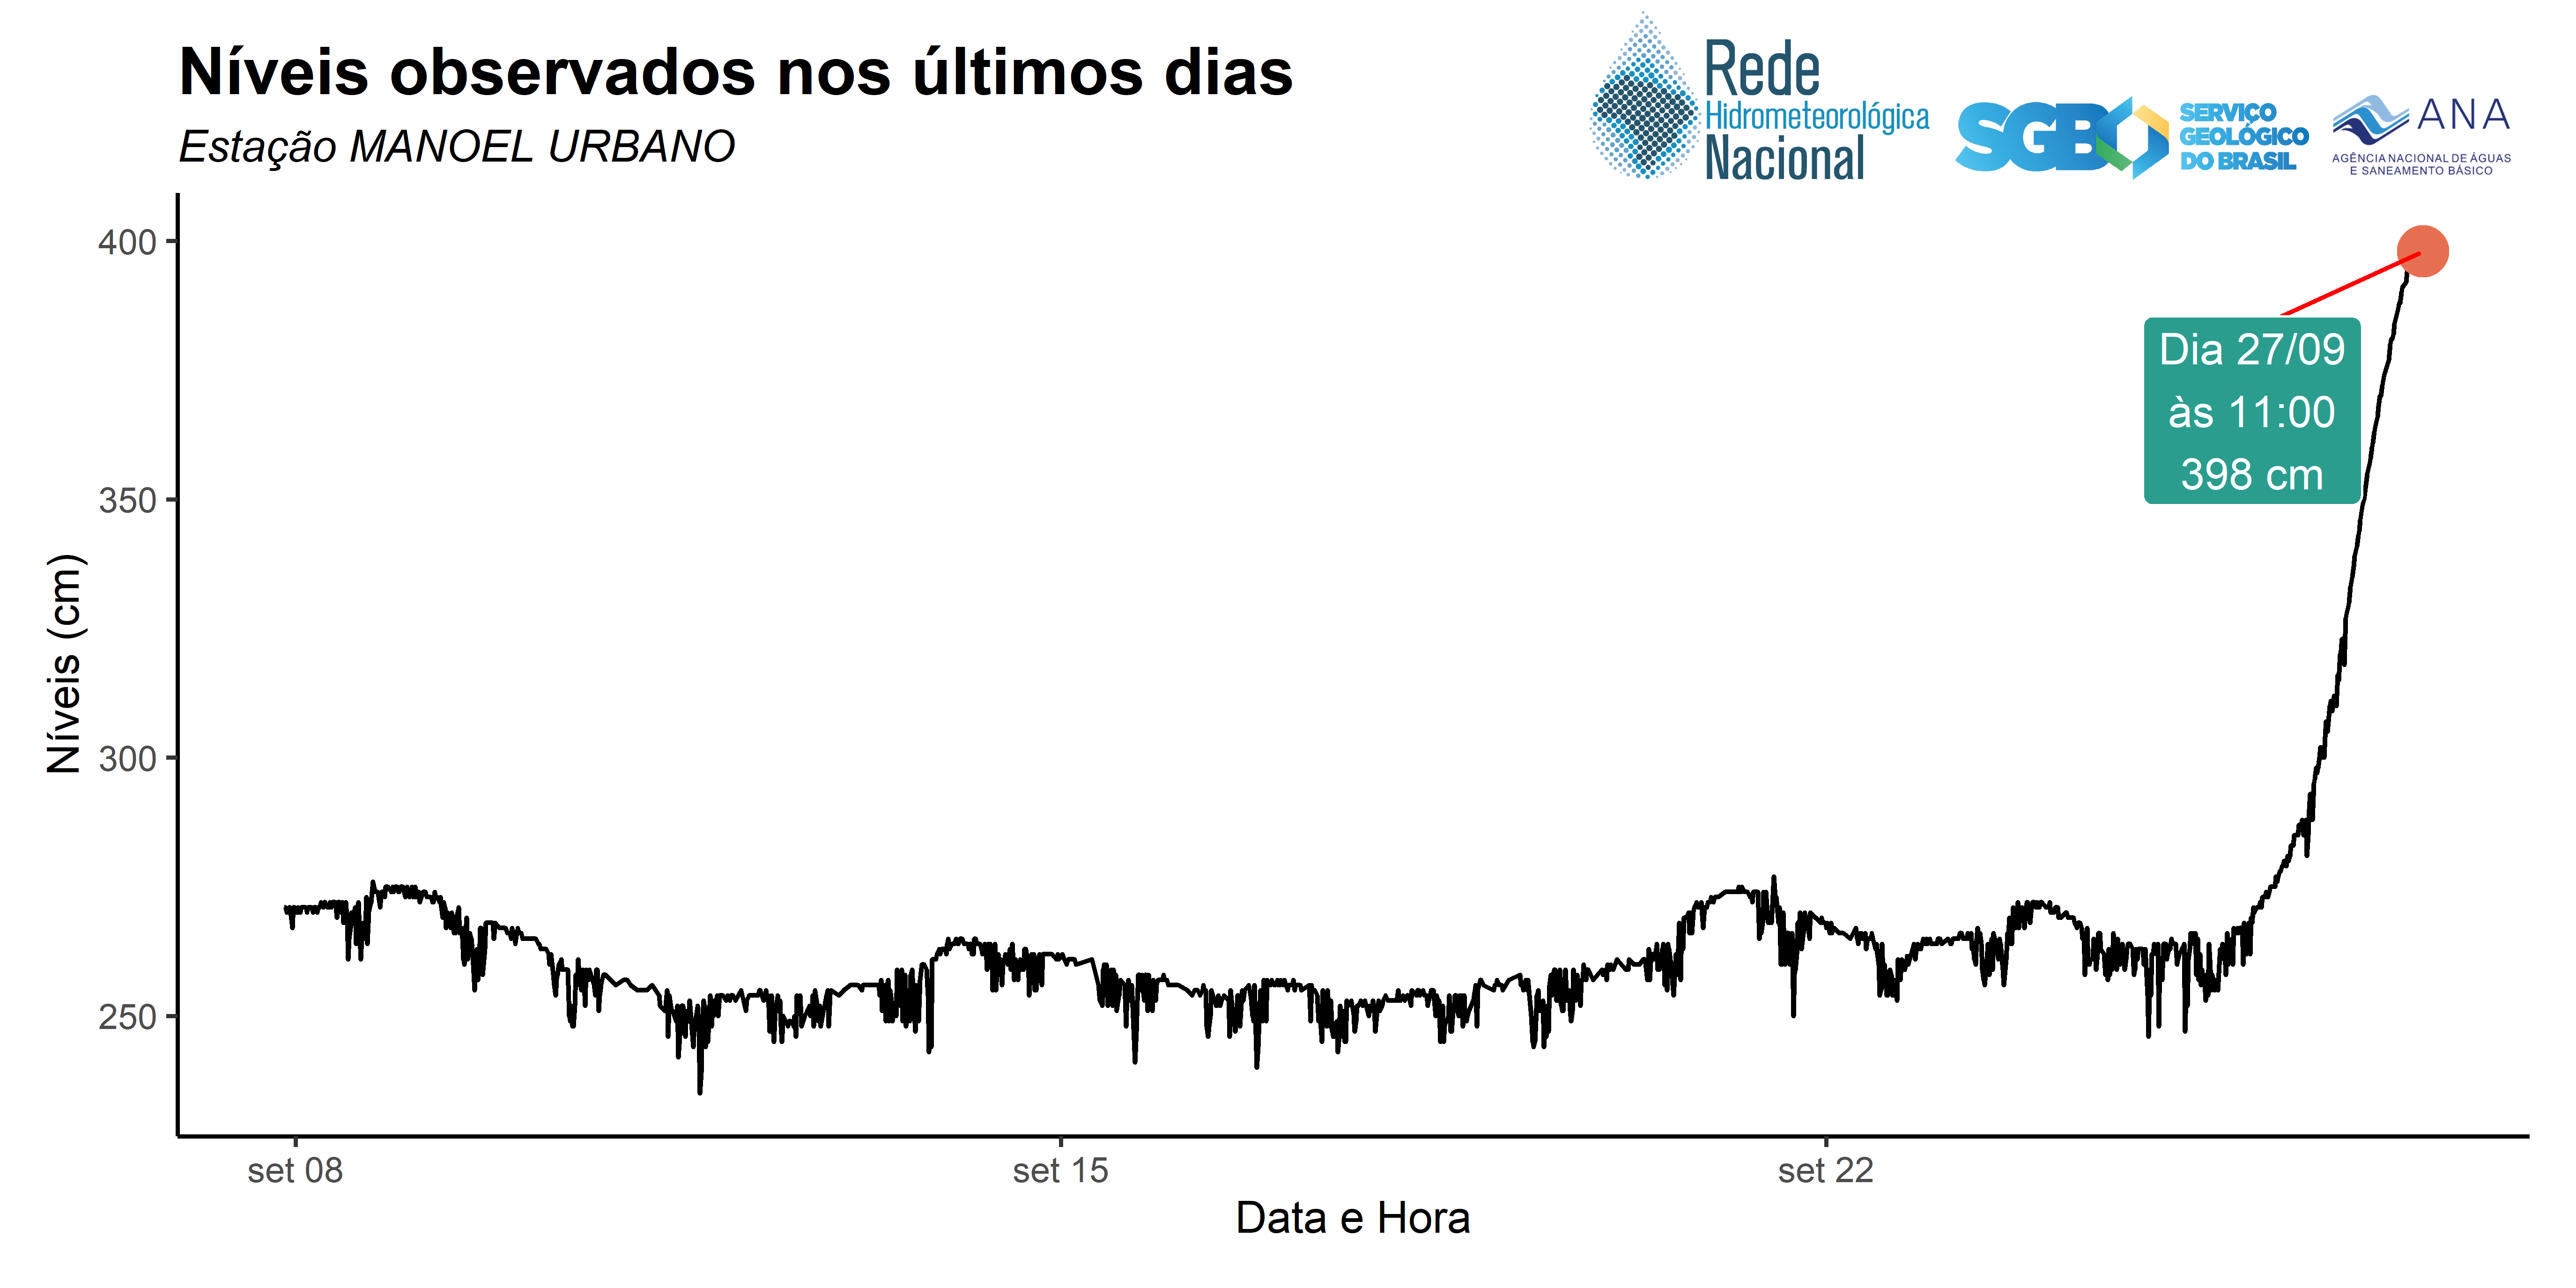 Níveis observados nos últimos dias
Estação MANOEL URBANO
Rede
Hidrometeorológica
Nacional
SGB
SERVIÇO
GEOLÓGICO
DO BRASIL
ANA
AGÊNCIA NACIONAL DE ÁGUAS
E SANEAMENTO BÁSICO
400
350
300
250
Níveis (cm)
Dia 27/09
às 11:00
398 cm
set 08
set 15
set 22
Data e Hora